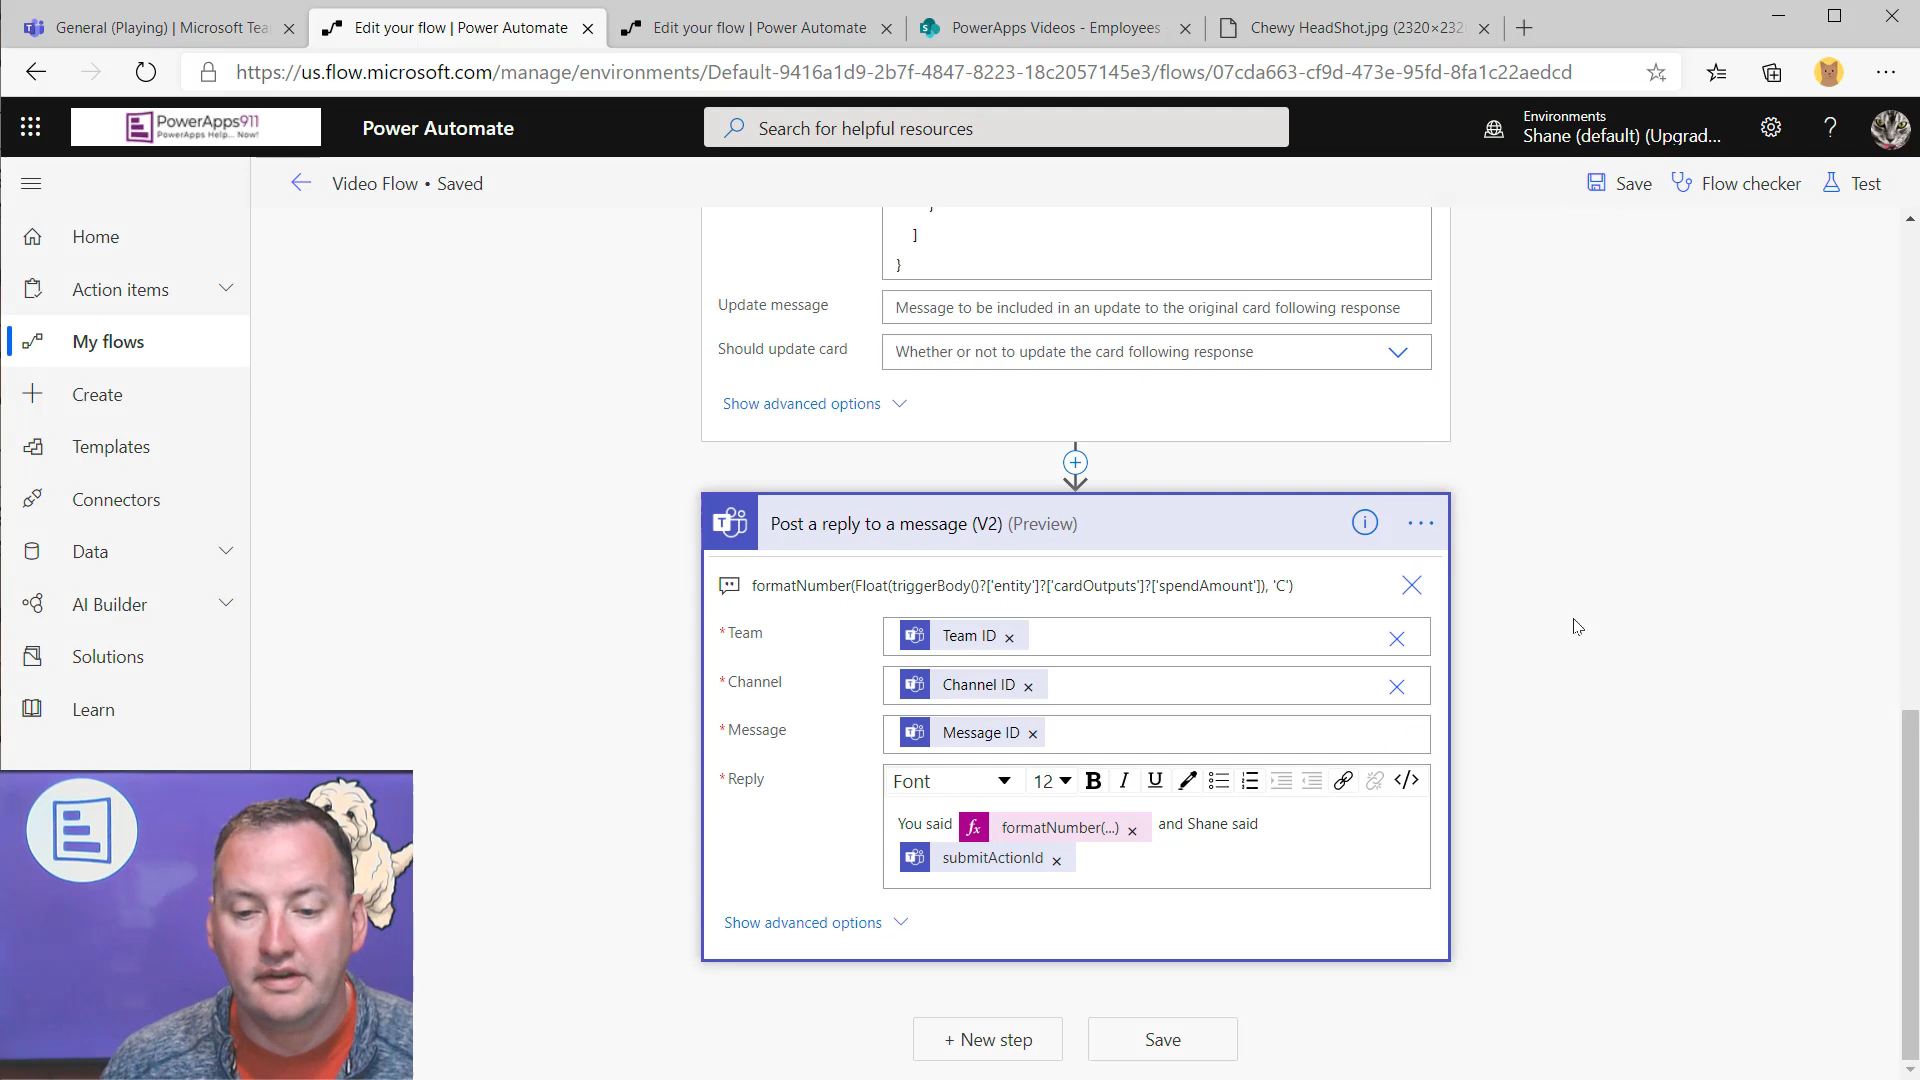 General (Playing) | Microsoft Tea
Edit your flow | Power Automate
Edit your flow | Power Automate
PowerApps Videos - Employees
Chewy HeadShot.jpg (2320×232
https://us.flow.microsoft.com/manage/environments/Default-9416a1d9-2b7f-4847-8223-18c2057145e3/flows/07cda663-cf9d-473e-95fd-8fa1c22aedcd
PowerApps911
PowerApps Help... Now!
Power Automate
Search for helpful resources
Environments
Shane (default) (Upgrad...
Video Flow • Saved
Save
Flow checker
Test
Home
Action items
My flows
Create
Templates
Connectors
Data
AI Builder
Solutions
Learn
}
]
}
Update message
Message to be included in an update to the original card following response
Should update card
Whether or not to update the card following response
Show advanced options
Post a reply to a message (V2) (Preview)
formatNumber(Float(triggerBody()?['entity']?['cardOutputs']?['spendAmount']), 'C')
*Team
Team ID
*Channel
Channel ID
*Message
Message ID
*Reply
Font
12
B I U
</>
You said fx formatNumber(...) and Shane said
submitActionId
Show advanced options
+ New step
Save